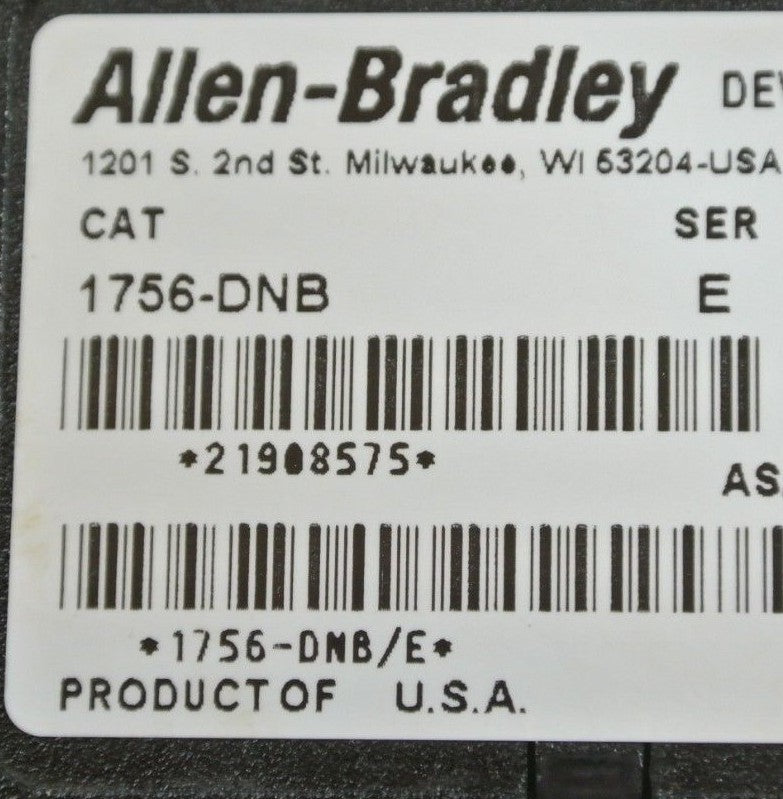 Allen-Bradley DEV
1201 S. 2nd St. Milwaukee, WI 53204-USA
CAT SER
1756-DNB E
*21908575*
AS
*1756-DNB/E*
PRODUCT OF U.S.A.